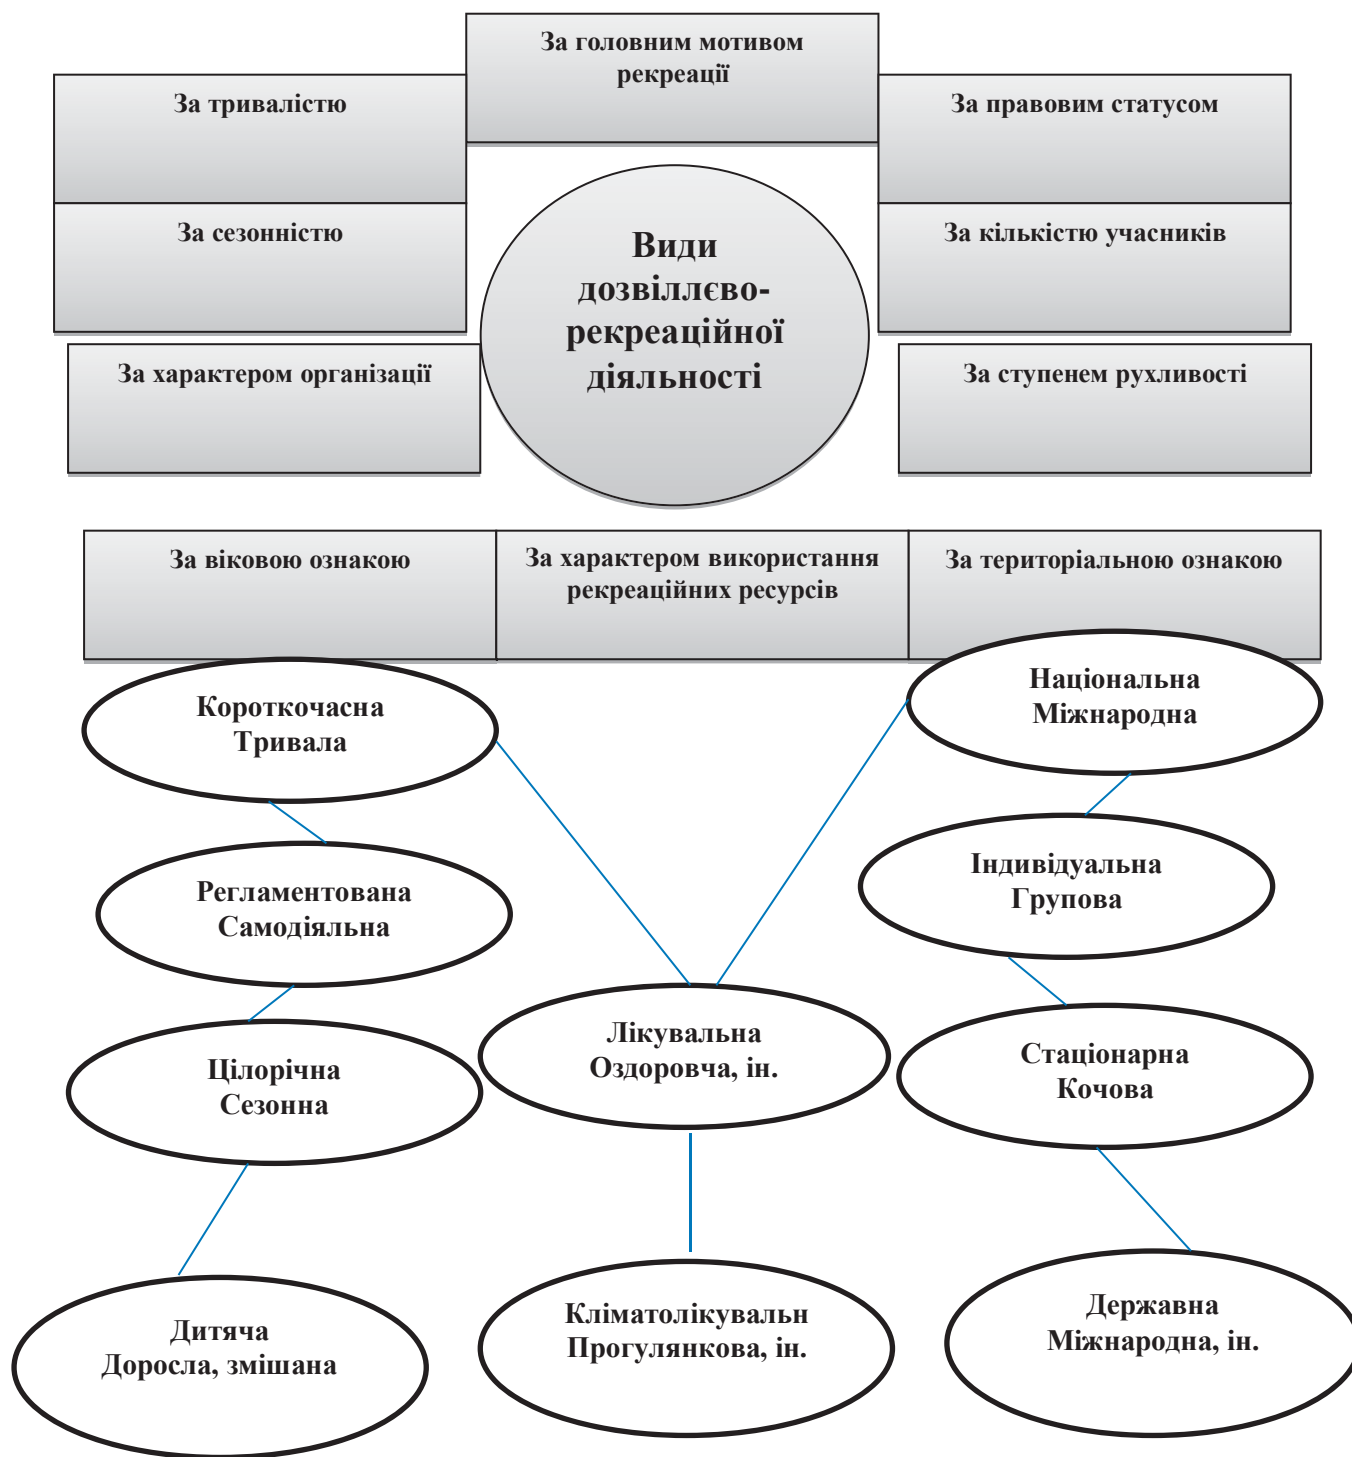 За головним мотивом
рекреації
За тривалістю
За правовим статусом
За сезонністю
За кількістю учасників
Види
дозвіллєво-
рекреаційної
діяльності
За характером організації
За ступенем рухливості
За віковою ознакою
За характером використання
рекреаційних ресурсів
За територіальною ознакою
Короткочасна
Тривала
Національна
Міжнародна
Регламентована
Самодіяльна
Індивідуальна
Групова
Цілорічна
Сезонна
Лікувальна
Оздоровча, ін.
Стаціонарна
Кочова
Дитяча
Доросла, змішана
Кліматолікувальн
Прогулянкова, ін.
Державна
Міжнародна, ін.